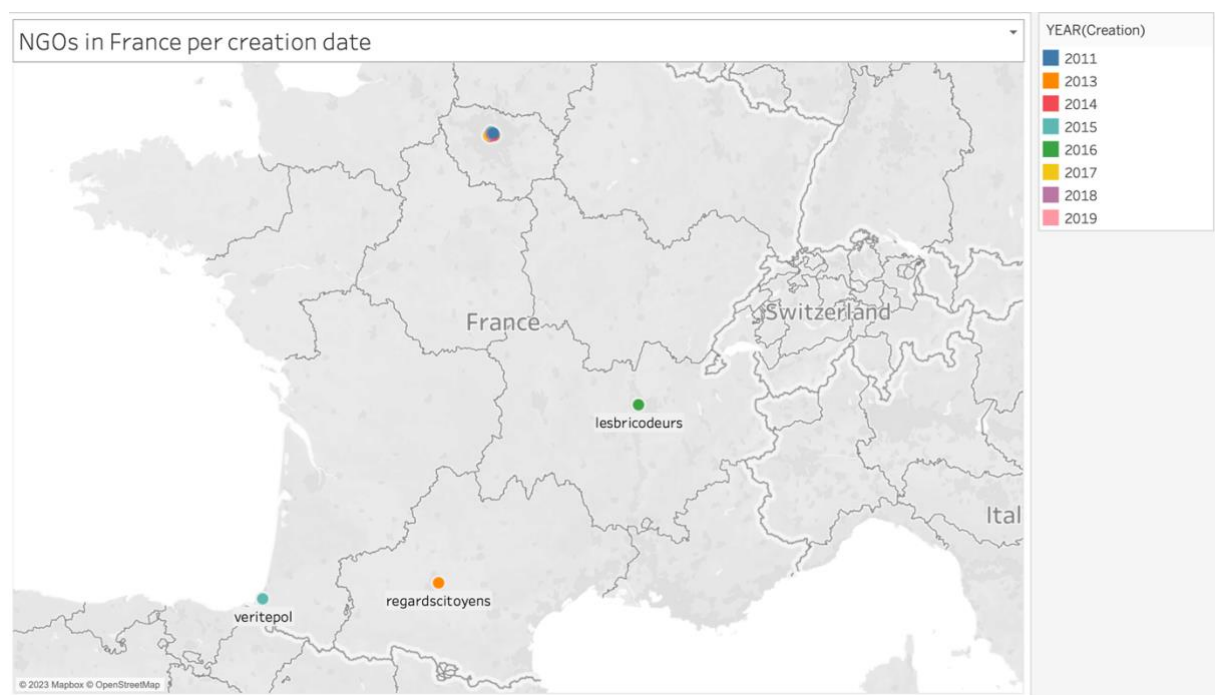 NGOs in France per creation date
YEAR(Creation)
2011
2013
2014
2015
2016
2017
2018
2019
France
Switzerland
lesbricodeurs
Ital
regardscitoyens
veritepol
© 2023 Mapbox © OpenStreetMap